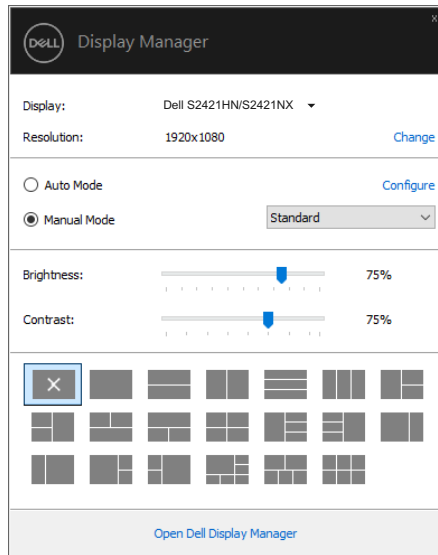 x
DELL Display Manager
Display: Dell S2421HN/S2421NX
Resolution: 1920x1080 Change
Auto Mode Configure
Manual Mode Standard
Brightness: 75%
Contrast: 75%
Open Dell Display Manager